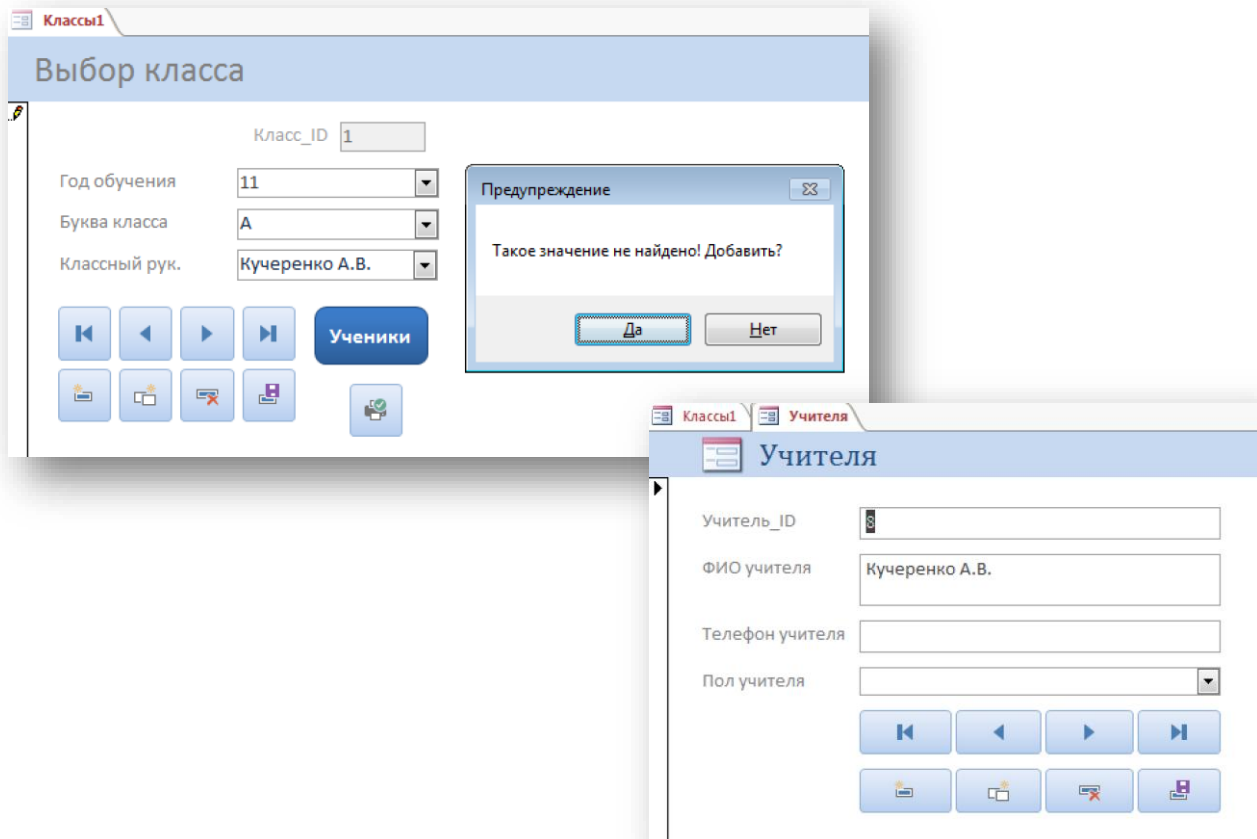 Классы1
Выбор класса
Класс_ID 1
Год обучения 11
Буква класса А
Классный рук. Кучеренко А.В.
Ученики
Предупреждение
Такое значение не найдено! Добавить?
Да Нет
Классы1 Учителя
Учителя
Учитель_ID 8
ФИО учителя Кучеренко А.В.
Телефон учителя
Пол учителя